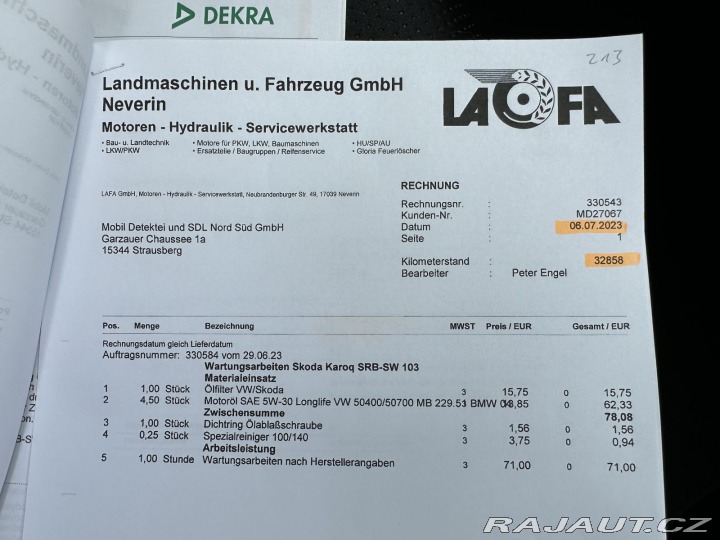 DEKRA
213
Landmaschinen u. Fahrzeug GmbH
Neverin
LAFA
Motoren - Hydraulik - Servicewerkstatt
• Bau- u. Landtechnik • Motore für PKW, LKW, Baumaschinen • HU/SP/AU
• LKW/PKW • Ersatzteile / Baugruppen / Reifenservice • Gloria Feuerlöscher
LAFA GmbH, Motoren - Hydraulik - Servicewerkstatt, Neubrandenburger Str. 49, 17039 Neverin
RECHNUNG
Rechnungsnr. : 330543
Kunden-Nr. : MD27067
Datum : 06.07.2023
Seite : 1
Kilometerstand : 32858
Bearbeiter : Peter Engel
Mobil Detektei und SDL Nord Süd GmbH
Garzauer Chaussee 1a
15344 Strausberg
Pos. Menge Bezeichnung MWST Preis / EUR Gesamt / EUR
Rechnungsdatum gleich Lieferdatum
Auftragsnummer: 330584 vom 29.06.23
Wartungsarbeiten Skoda Karoq SRB-SW 103
Materialeinsatz
1 1,00 Stück Ölfilter VW/Skoda 3 15,75 0 15,75
2 4,50 Stück Motoröl SAE 5W-30 Longlife VW 50400/50700 MB 229.51 BMW 0 62,33
Zwischensumme 78,08
3 1,00 Stück Dichtring Ölablaßschraube 3 1,56 0 1,56
4 0,25 Stück Spezialreiniger 100/140 3 3,75 0 0,94
Arbeitsleistung
5 1,00 Stunde Wartungsarbeiten nach Herstellerangaben 3 71,00 0 71,00
RAJAUT.CZ